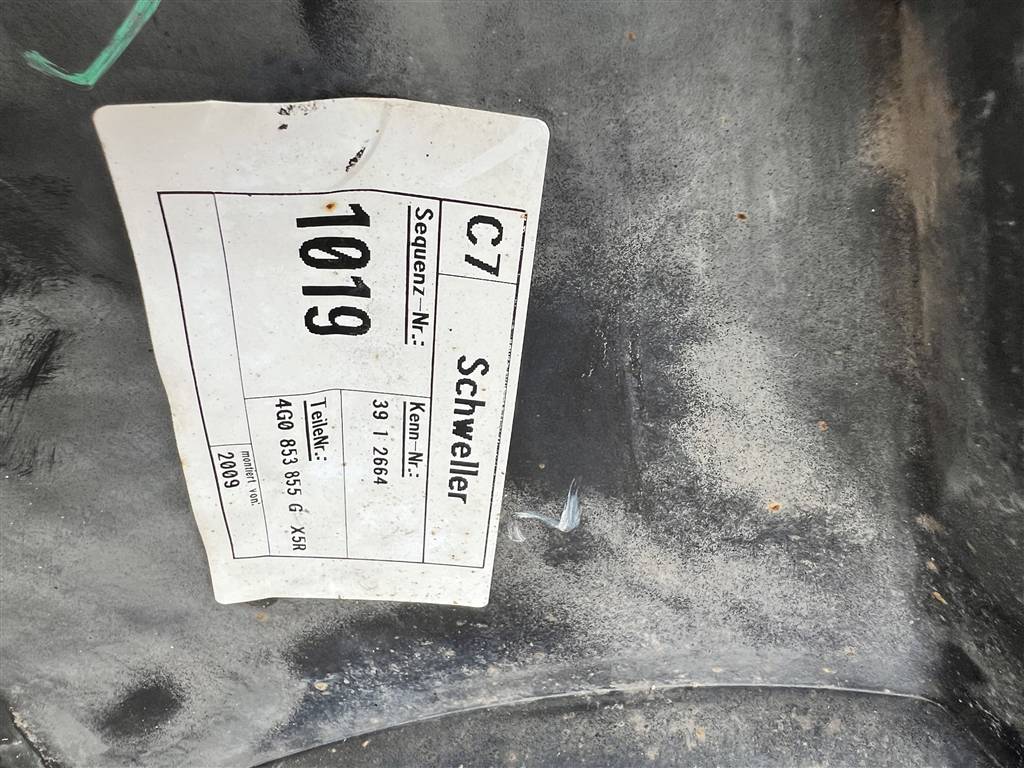 C7 Schweller
Sequenz-Nr.:
1019
Kenn-Nr.:
39 1 2664
TeileNr.:
4G0 853 855 G X5R
montiert von:
2009